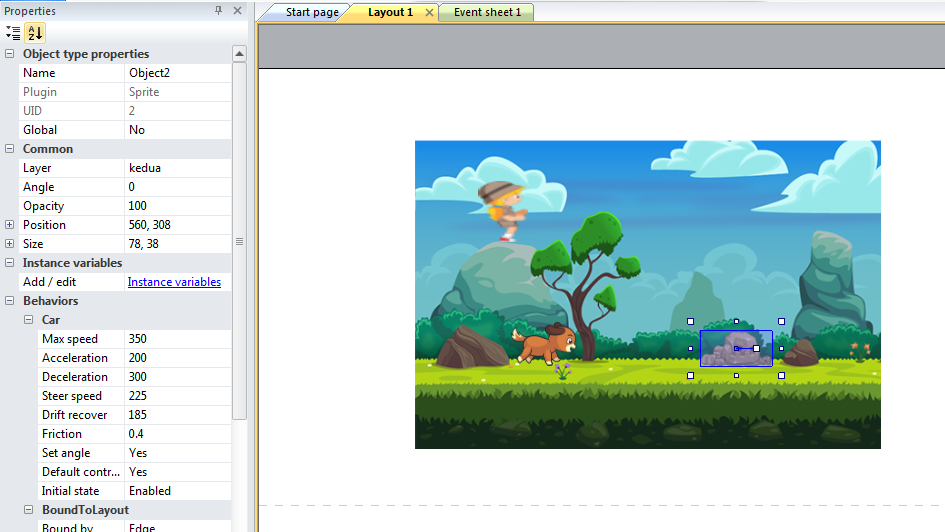 Properties
Start page
Layout 1
Event sheet 1
Object type properties
Name Object2
Plugin Sprite
UID 2
Global No
Common
Layer kedua
Angle 0
Opacity 100
Position 560, 308
Size 78, 38
Instance variables
Add / edit Instance variables
Behaviors
Car
Max speed 350
Acceleration 200
Deceleration 300
Steer speed 225
Drift recover 185
Friction 0.4
Set angle Yes
Default contr... Yes
Initial state Enabled
BoundToLayout
Bound by Edge